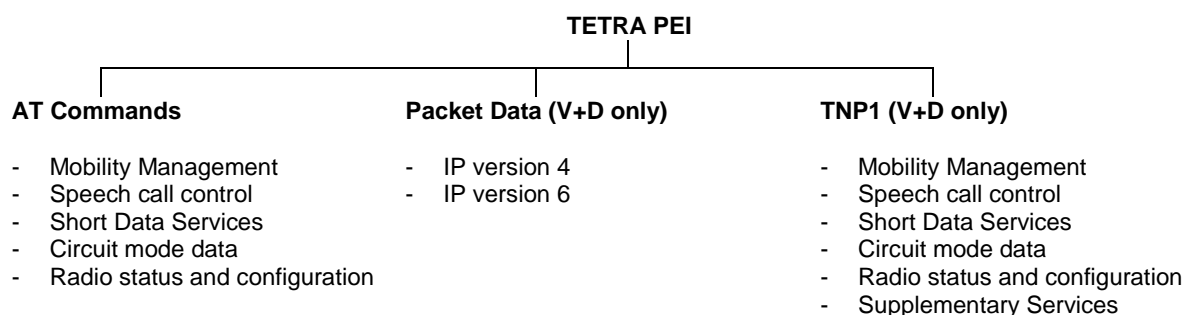 TETRA PEI
AT Commands
- Mobility Management
- Speech call control
- Short Data Services
- Circuit mode data
- Radio status and configuration
Packet Data (V+D only)
- IP version 4
- IP version 6
TNP1 (V+D only)
- Mobility Management
- Speech call control
- Short Data Services
- Circuit mode data
- Radio status and configuration
- Supplementary Services